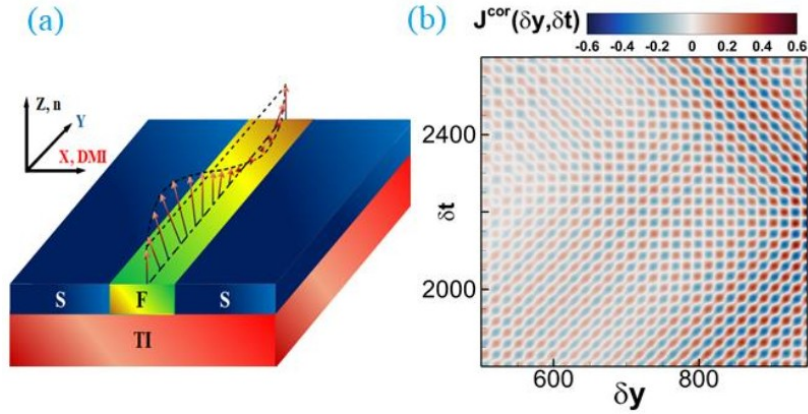 (a)
Z, n
Y
X, DMI
S
F
S
TI
(b)
J^cor(δy,δt)
-0.6 -0.4 -0.2 0 0.2 0.4 0.6
2400
δt
2000
600
800
δy